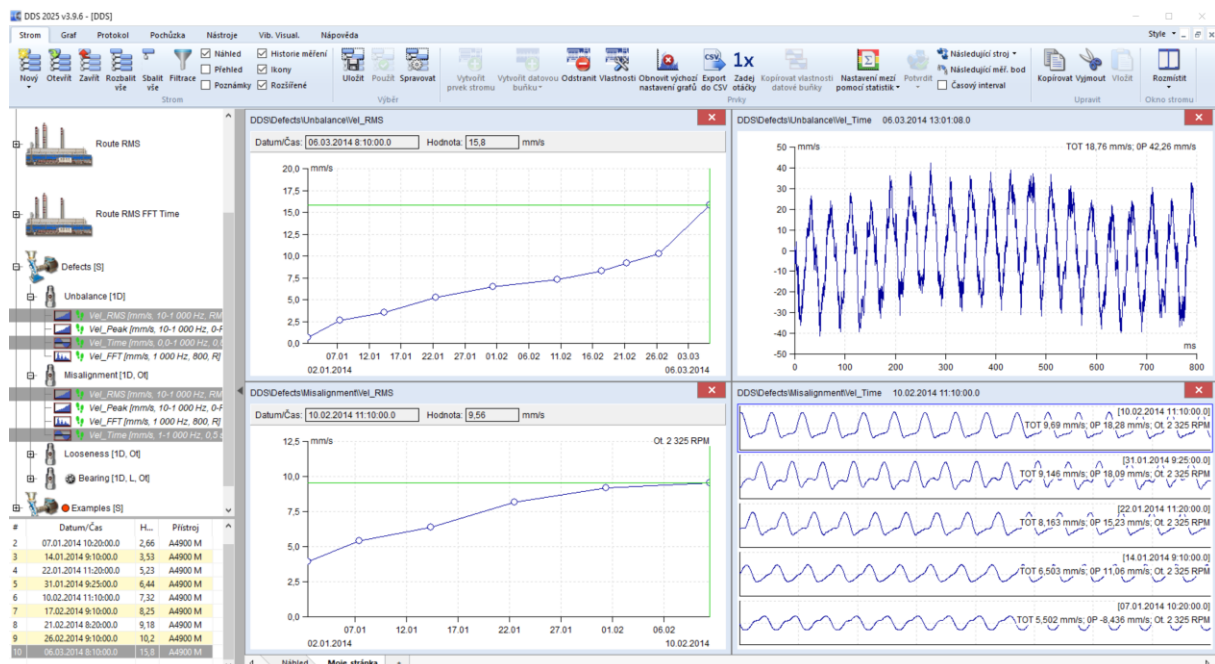 DDS 2025 v3.9.6 - [DDS]
Strom Graf Protokol Pochůzka Nástroje Vib. Visual. Nápověda Style
Nový Otevřít Zavřít Rozbalit vše Sbalit vše Filtrace
Náhled Historie měření
Přehled Ikony
Poznámky Rozšířené
Strom
Uložit Použít Spravovat
Výběr
Vytvořit prvek stromu Vytvořit datovou buňku Odstranit Vlastnosti Obnovit výchozí nastavení grafů CSV Export do CSV 1x Zadej otáčky Kopírovat vlastnosti datové buňky Nastavení mezí pomocí statistik Potvrdit
Následující stroj
Následující měř. bod
Časový interval
Prvky
Kopírovat Vyjmout Vložit
Upravit
Rozmístit
Okno stromu
Route RMS
Route RMS FFT Time
Defects [S]
Unbalance [1D]
Vel_RMS [mm/s, 10-1 000 Hz, RM
Vel_Peak [mm/s, 10-1 000 Hz, 0-P
Vel_Time [mm/s, 0,0-1 000 Hz, 0,
Vel_FFT [mm/s, 1 000 Hz, 800, R]
Misalignment [1D, Ot]
Vel_RMS [mm/s, 10-1 000 Hz, RM
Vel_Peak [mm/s, 10-1 000 Hz, 0-P
Vel_FFT [mm/s, 1 000 Hz, 800, R]
Vel_Time [mm/s, 1-1 000 Hz, 0,5 s
Looseness [1D, Ot]
Bearing [1D, L, Ot]
Examples [S]
# Datum/Čas H... Přístroj
2 07.01.2014 10:20:00.0 2,66 A4900 M
3 14.01.2014 9:10:00.0 3,53 A4900 M
4 22.01.2014 11:20:00.0 5,23 A4900 M
5 31.01.2014 9:25:00.0 6,44 A4900 M
6 10.02.2014 11:10:00.0 7,32 A4900 M
7 17.02.2014 9:10:00.0 8,25 A4900 M
8 21.02.2014 8:20:00.0 9,18 A4900 M
9 26.02.2014 9:10:00.0 10,2 A4900 M
10 06.03.2014 8:10:00.0 15,8 A4900 M
DDS\Defects\Unbalance\Vel_RMS
Datum/Čas: 06.03.2014 8:10:00.0 Hodnota: 15,8 mm/s
20,0 mm/s
17,5
15,0
12,5
10,0
7,5
5,0
2,5
0,0
07.01 12.01 17.01 22.01 27.01 01.02 06.02 11.02 16.02 21.02 26.02 03.03
02.01.2014 06.03.2014
DDS\Defects\Unbalance\Vel_Time 06.03.2014 13:01:08.0
50 mm/s TOT 18,76 mm/s; 0P 42,26 mm/s
40
30
20
10
0
-10
-20
-30
-40
-50 ms
0 100 200 300 400 500 600 700 800
DDS\Defects\Misalignment\Vel_RMS
Datum/Čas: 10.02.2014 11:10:00.0 Hodnota: 9,56 mm/s
12,5 mm/s Ot. 2 325 RPM
10,0
7,5
5,0
2,5
0,0
07.01 12.01 17.01 22.01 27.01 01.02 06.02
02.01.2014 10.02.2014
DDS\Defects\Misalignment\Vel_Time 10.02.2014 11:10:00.0
[10.02.2014 11:10:00.0]
TOT 9,69 mm/s; 0P 18,28 mm/s; Ot. 2 325 RPM
[31.01.2014 9:25:00.0]
TOT 9,146 mm/s; 0P 18,09 mm/s; Ot. 2 325 RPM
[22.01.2014 11:20:00.0]
TOT 8,163 mm/s; 0P 15,23 mm/s; Ot. 2 325 RPM
[14.01.2014 9:10:00.0]
TOT 6,503 mm/s; 0P 11,06 mm/s; Ot. 2 325 RPM
[07.01.2014 10:20:00.0]
TOT 5,502 mm/s; 0P -8,436 mm/s; Ot. 2 325 RPM
Náhled Moje stránka +